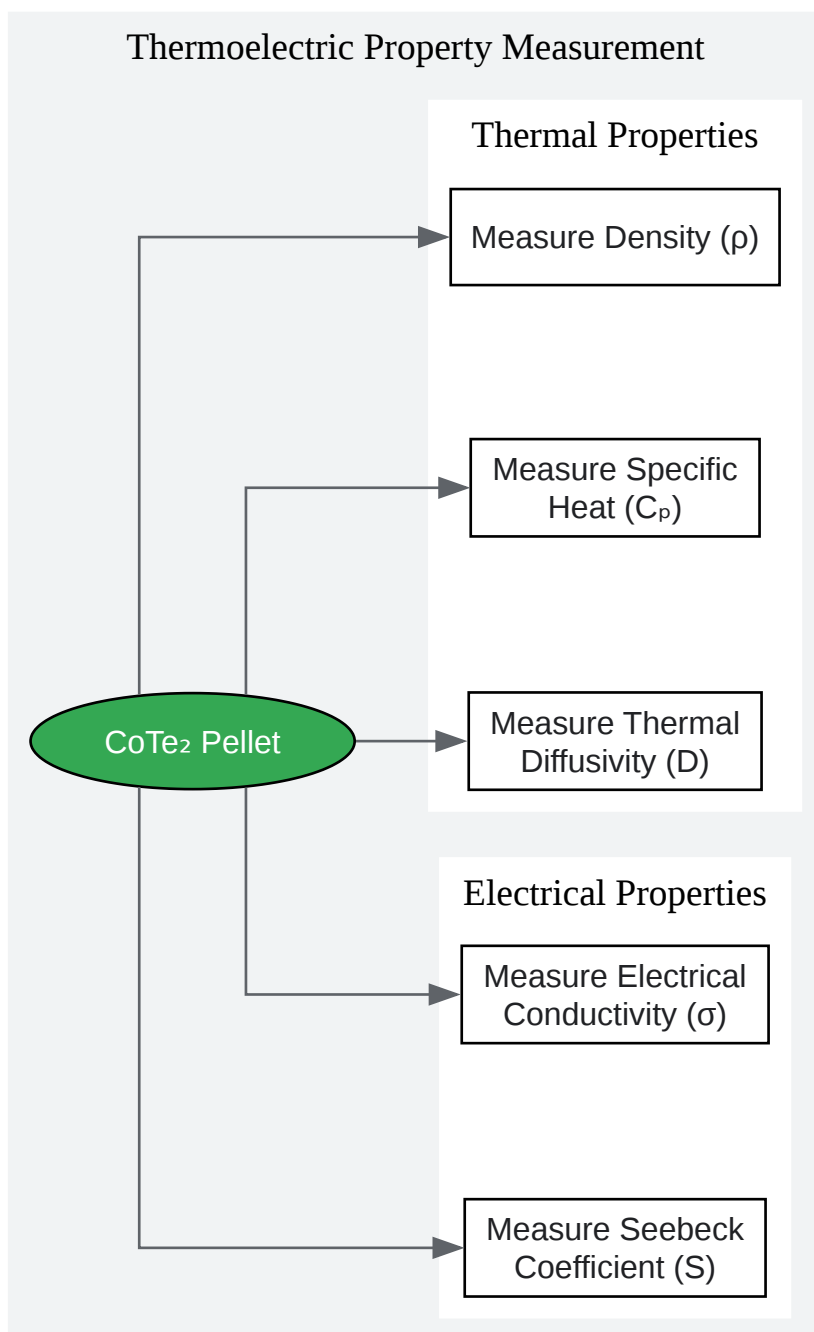 Thermoelectric Property Measurement
Thermal Properties
Measure Density (ρ)
Measure Specific
Heat (Cₚ)
CoTe₂ Pellet
Measure Thermal
Diffusivity (D)
Electrical Properties
Measure Electrical
Conductivity (σ)
Measure Seebeck
Coefficient (S)